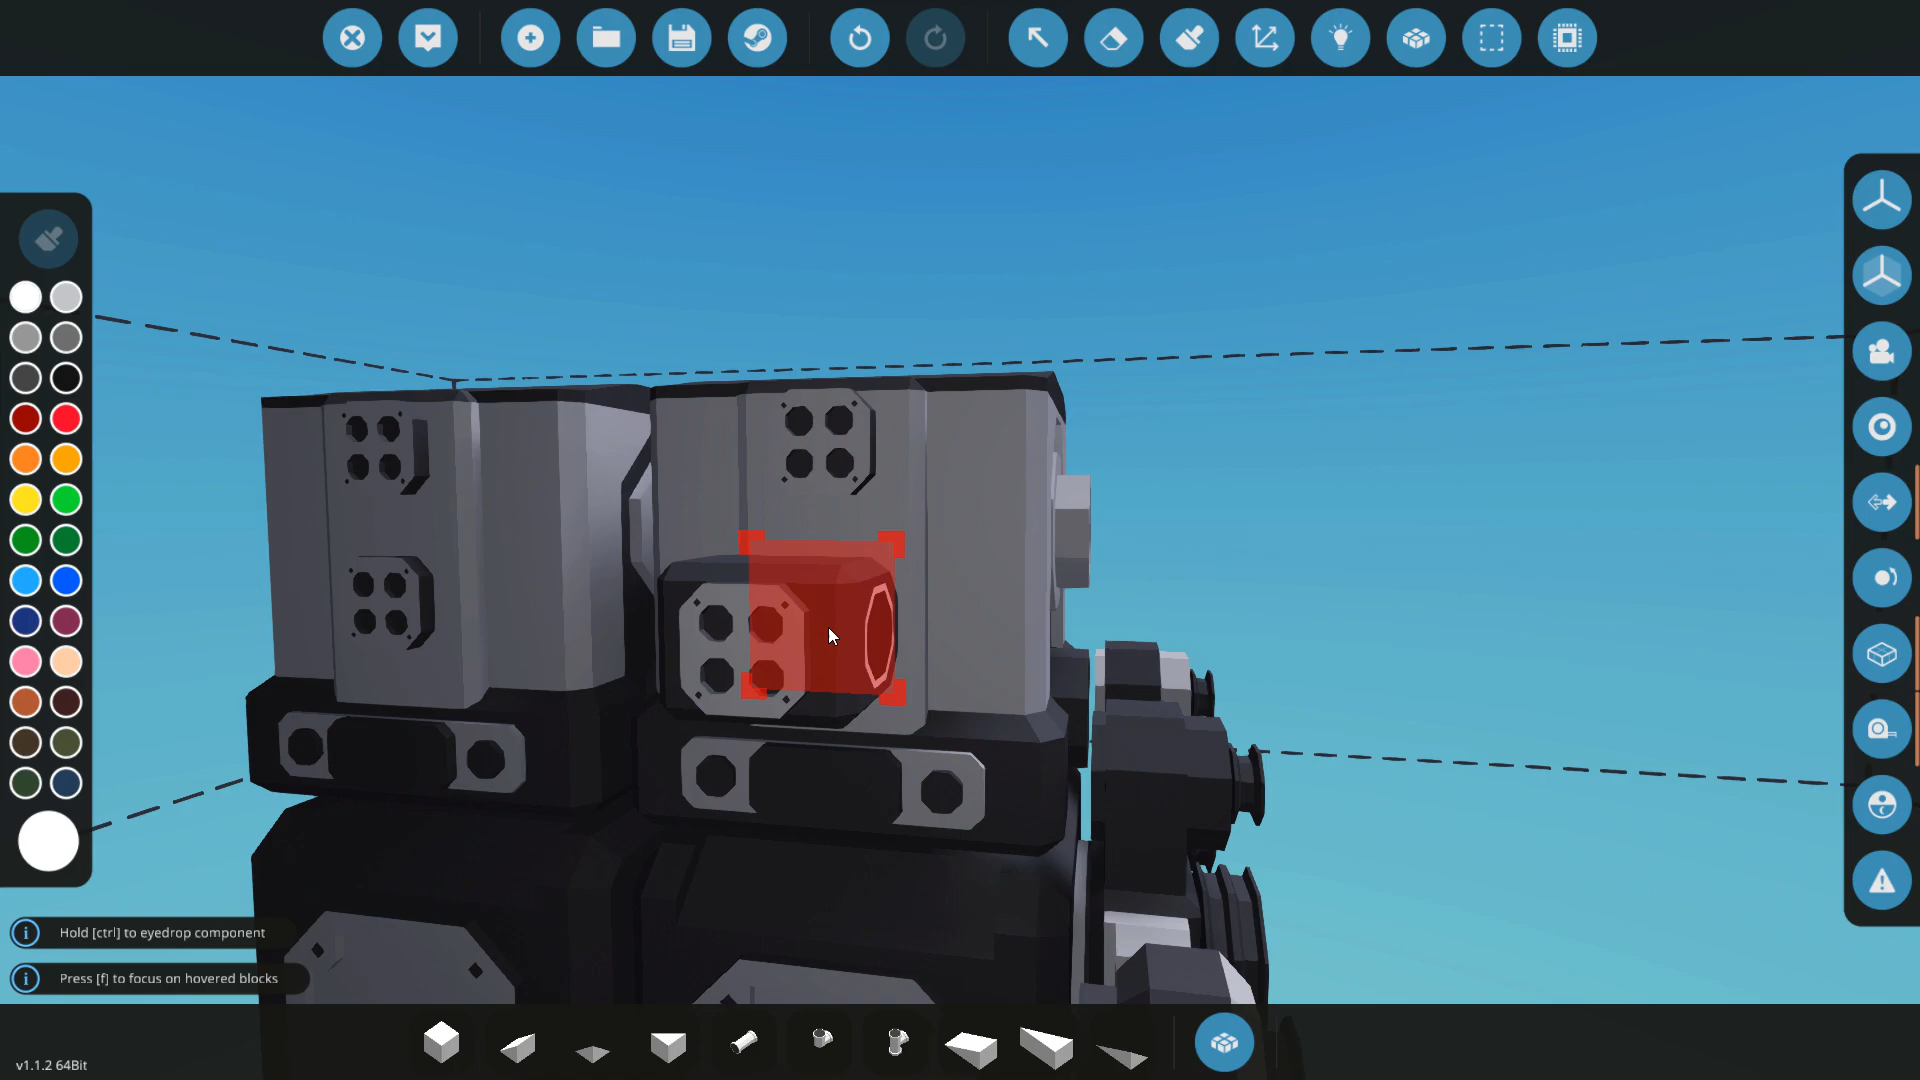 Hold [ctrl] to eyedrop component
Press [f] to focus on hovered blocks
v1.1.2 64Bit